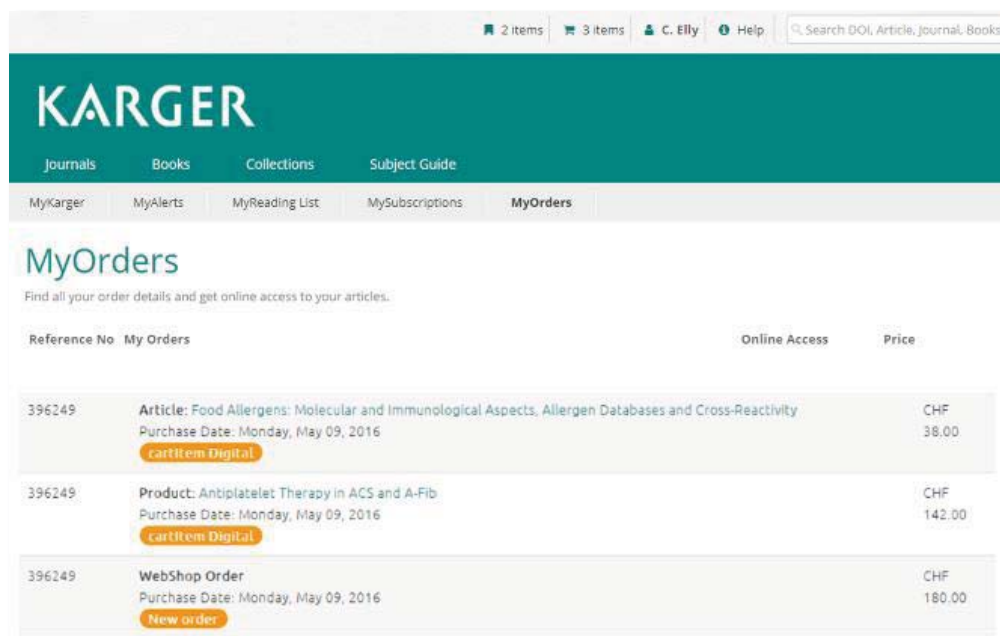 2 items 3 items C. Elly Help Search DOI, Article, Journal, Books
KARGER
Journals Books Collections Subject Guide
MyKarger MyAlerts MyReading List MySubscriptions MyOrders
MyOrders
Find all your order details and get online access to your articles.
Reference No My Orders Online Access Price
396249 Article: Food Allergens: Molecular and Immunological Aspects, Allergen Databases and Cross-Reactivity CHF
Purchase Date: Monday, May 09, 2016 38.00
cartItem Digital
396249 Product: Antiplatelet Therapy in ACS and A-Fib CHF
Purchase Date: Monday, May 09, 2016 142.00
cartItem Digital
396249 WebShop Order CHF
Purchase Date: Monday, May 09, 2016 180.00
New order